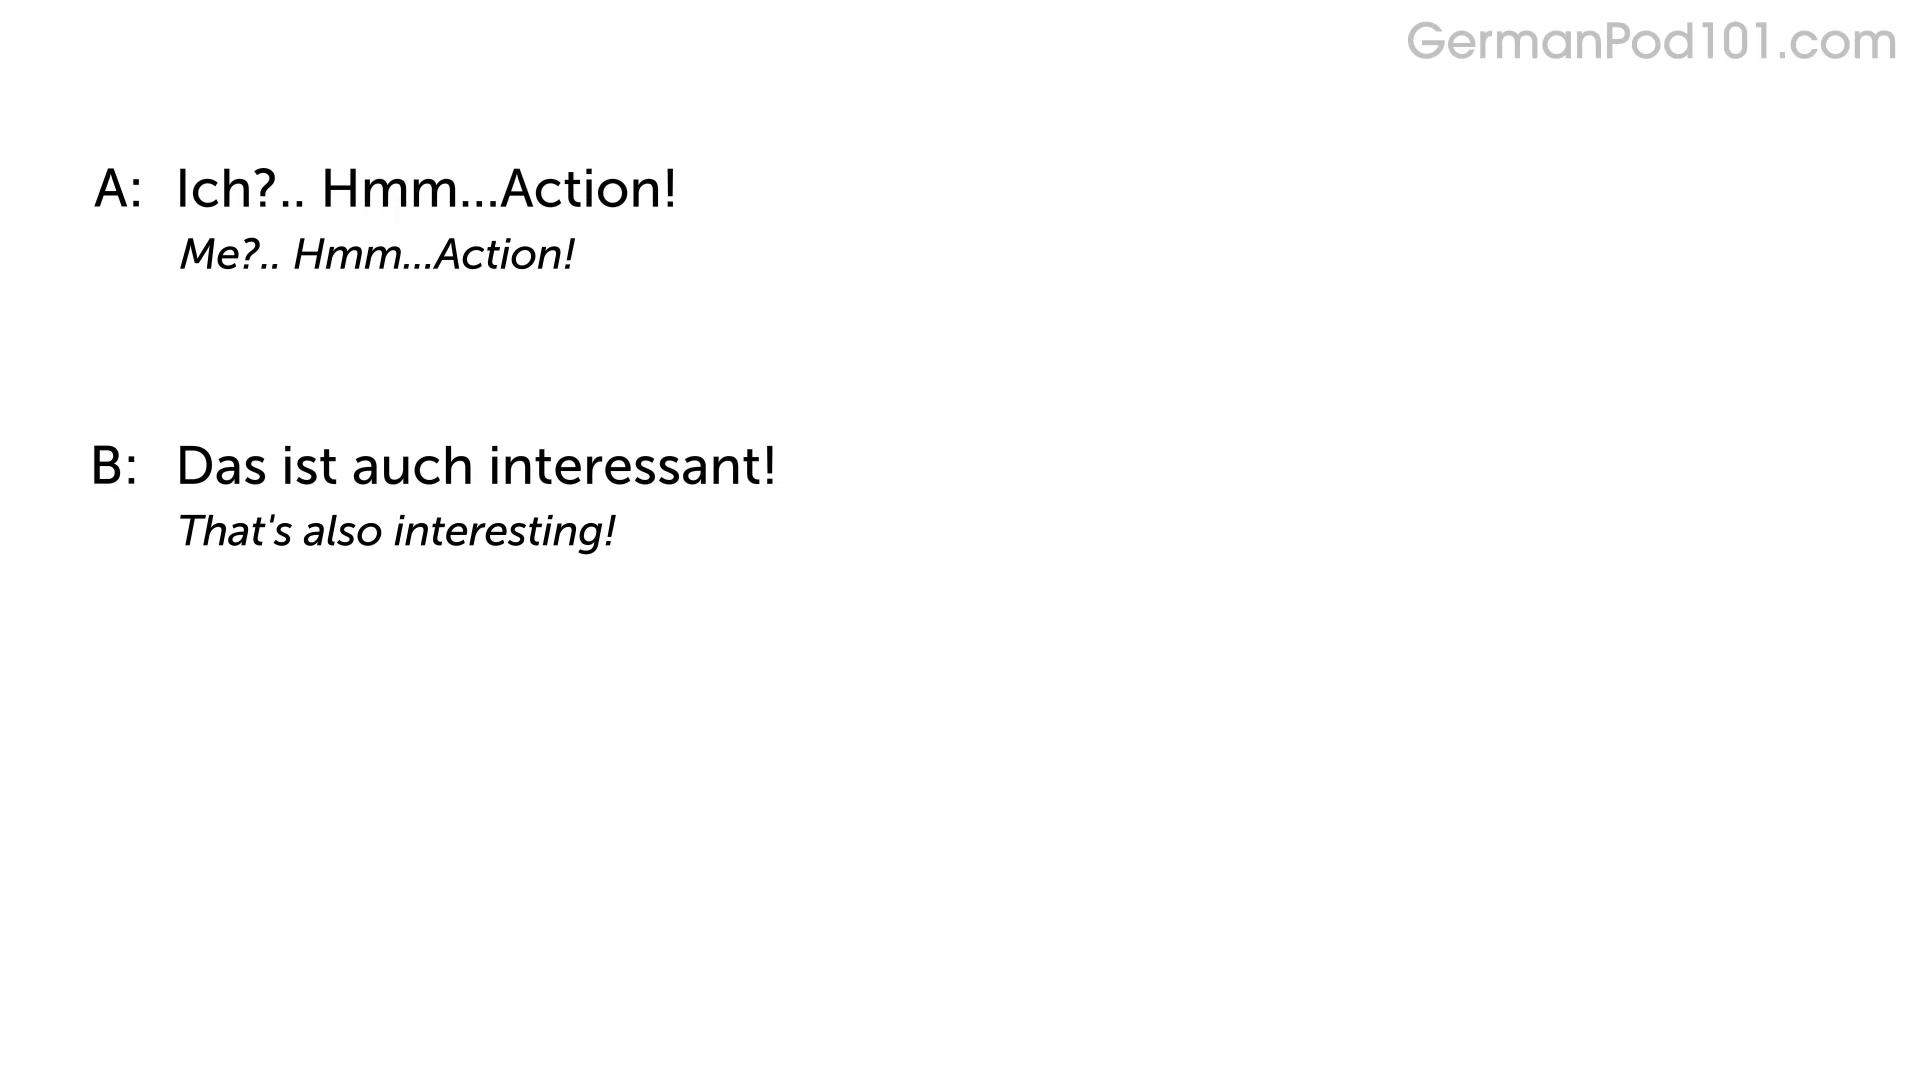 GermanPod101.com
A: Ich?.. Hmm...Action!
Me?.. Hmm...Action!
B: Das ist auch interessant!
That's also interesting!